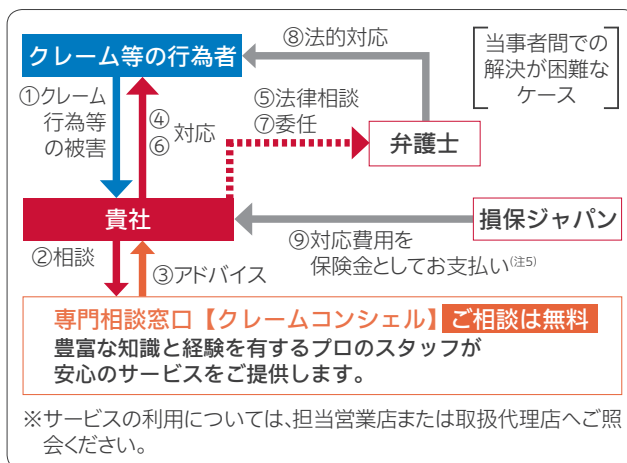 クレーム等の行為者
⑧法的対応
当事者間での
解決が困難な
ケース
①クレーム
行為等
の被害
④
⑥
対応
⑤法律相談
⑦委任
弁護士
貴社
損保ジャパン
②相談
③アドバイス
⑨対応費用を
保険金としてお支払い(注5)
専門相談窓口【クレームコンシェル】 ご相談は無料
豊富な知識と経験を有するプロのスタッフが
安心のサービスをご提供します。
※サービスの利用については、担当営業店または取扱代理店へご照
会ください。